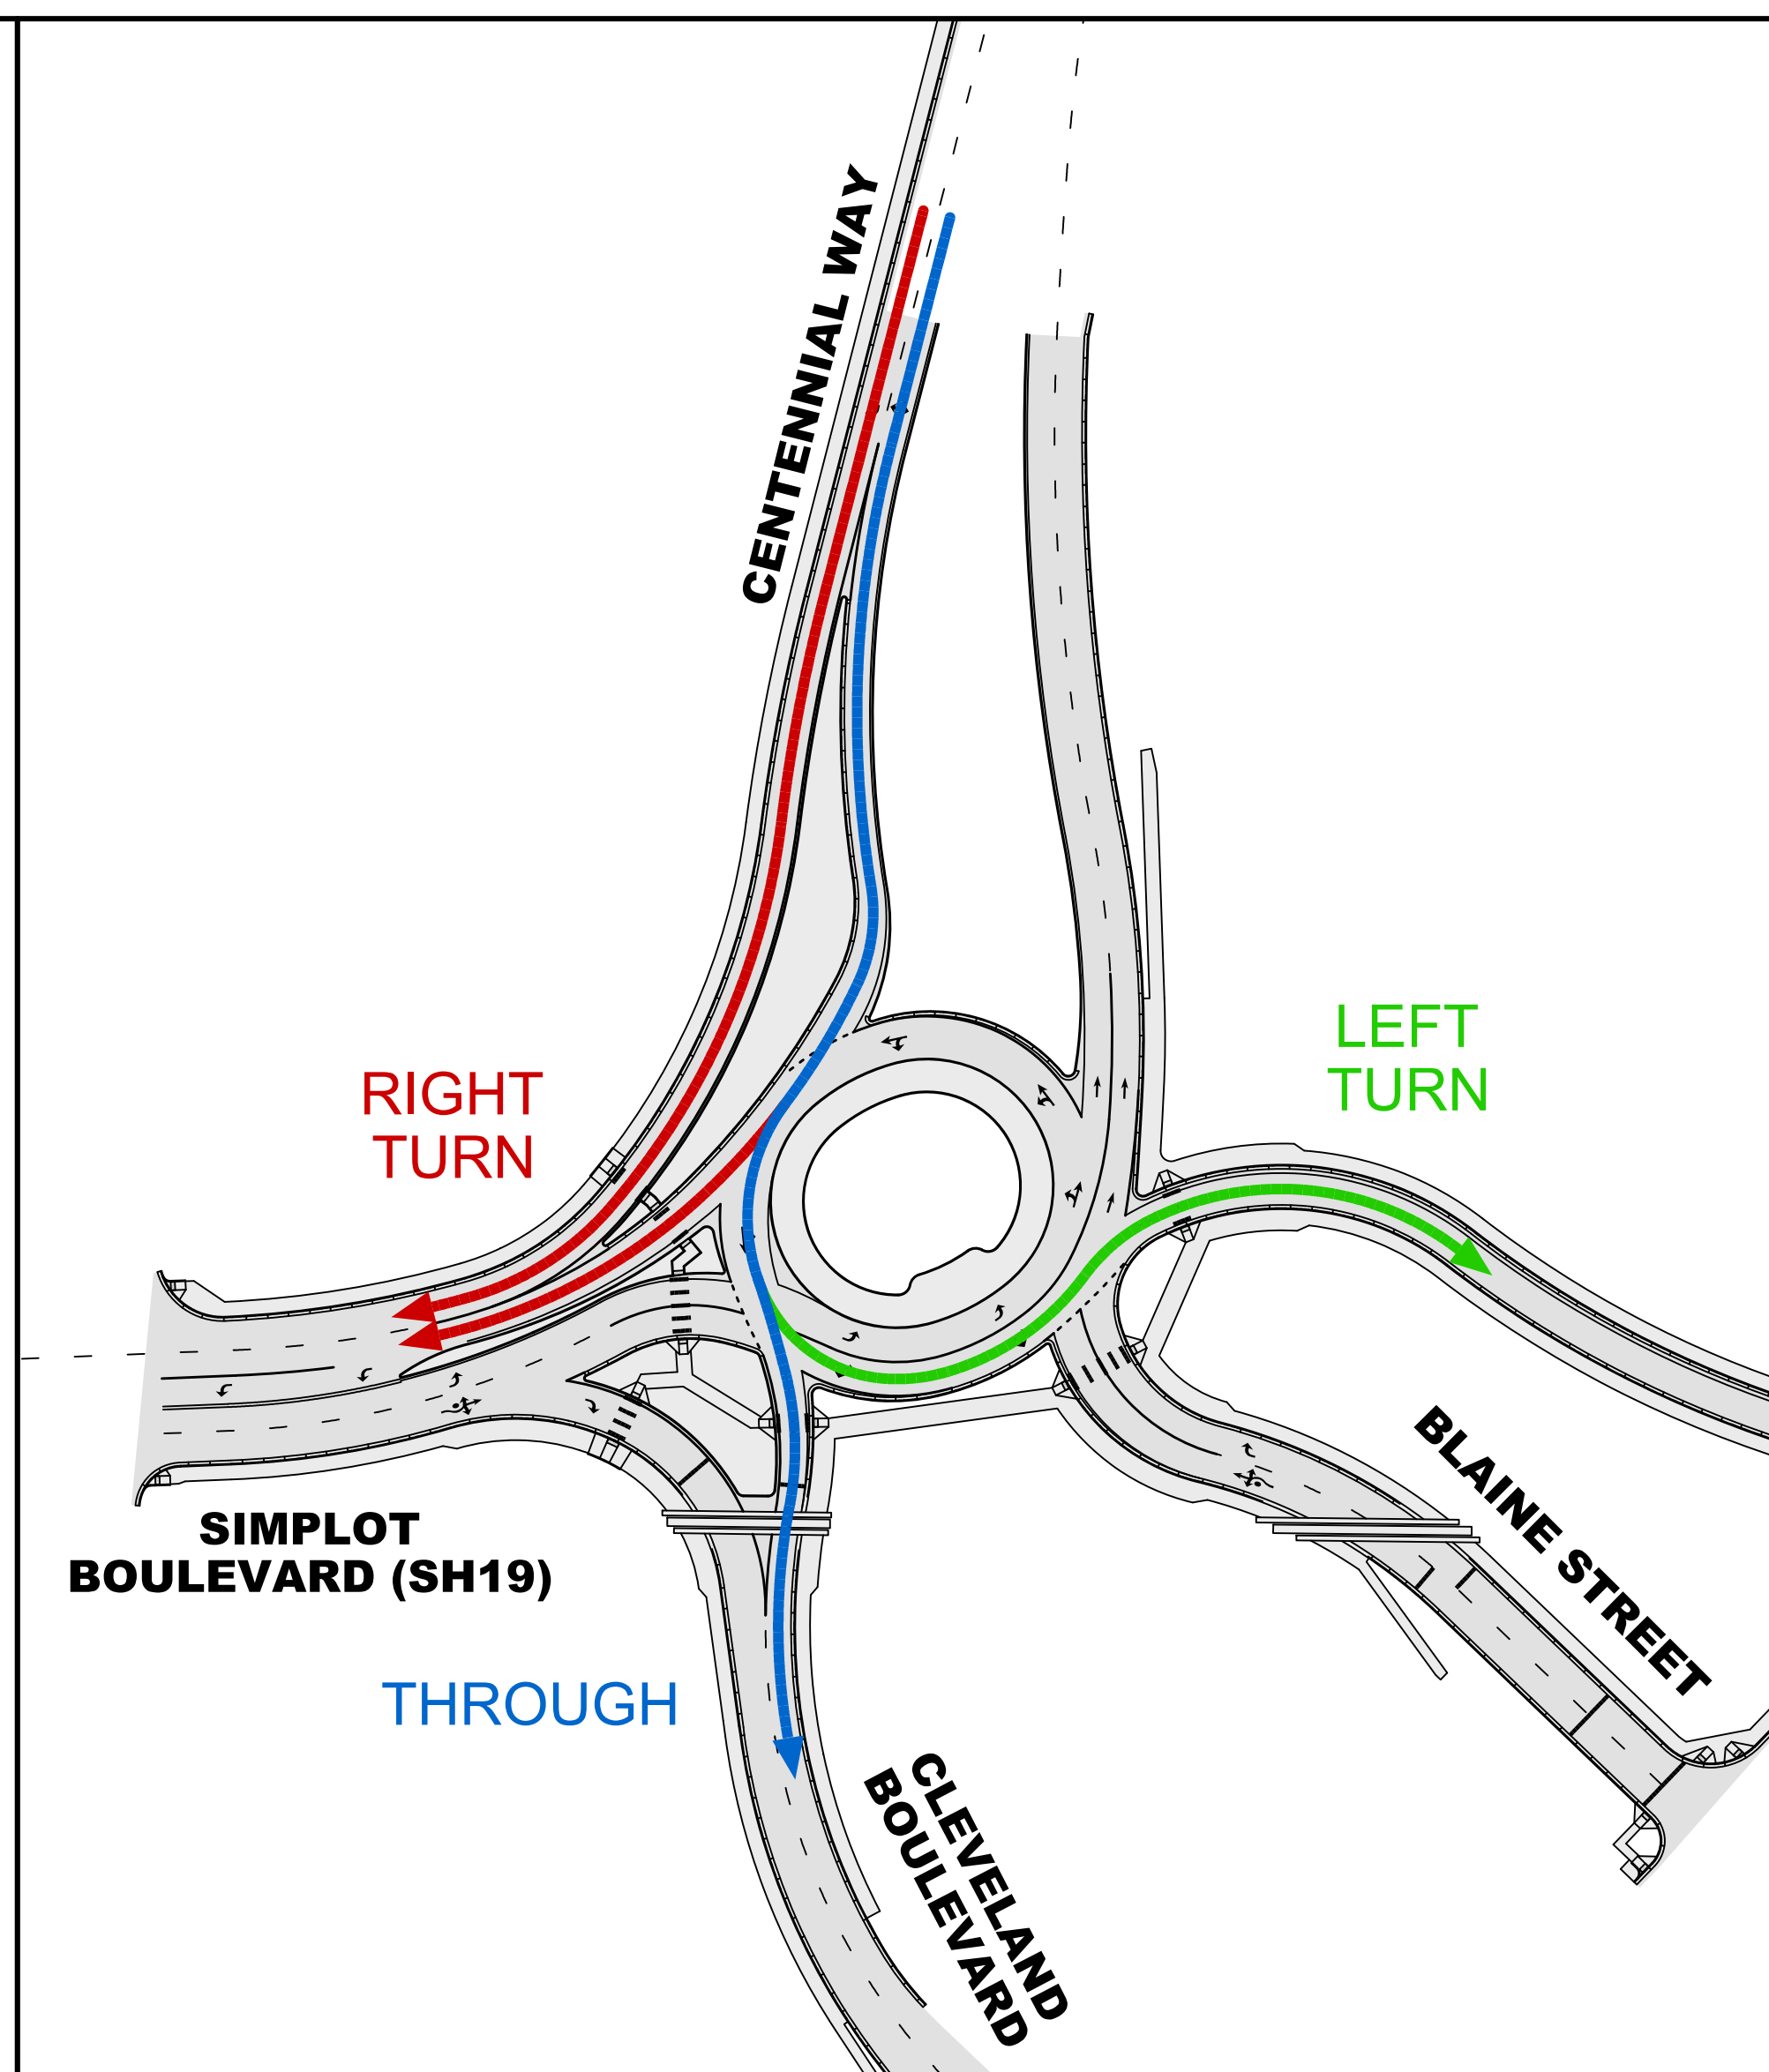 CENTENNIAL WAY
LEFT
TURN
RIGHT
TURN
SIMPLOT
BOULEVARD (SH19)
BLAINE STREET
THROUGH
CLEVELAND
BOULEVARD